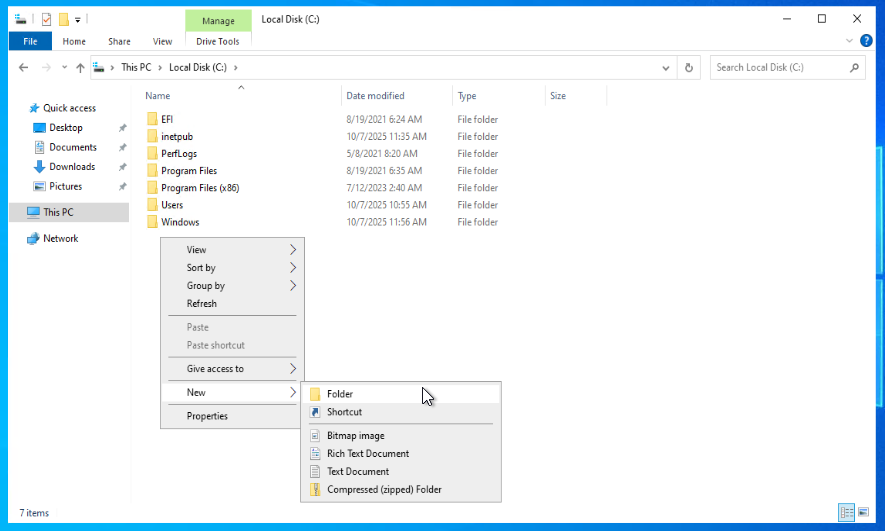 Manage
Local Disk (C:)
File
Home
Share
View
Drive Tools
This PC
Local Disk (C:)
Search Local Disk (C:)
Name
Date modified
Type
Size
Quick access
Desktop
Documents
Downloads
Pictures
This PC
Network
EFI 8/19/2021 6:24 AM File folder
inetpub 10/7/2025 11:35 AM File folder
PerfLogs 5/8/2021 8:20 AM File folder
Program Files 8/19/2021 6:35 AM File folder
Program Files (x86) 7/12/2023 2:40 AM File folder
Users 10/7/2025 10:55 AM File folder
Windows 10/7/2025 11:56 AM File folder
View
Sort by
Group by
Refresh
Paste
Paste shortcut
Give access to
New
Properties
Folder
Shortcut
Bitmap image
Rich Text Document
Text Document
Compressed (zipped) Folder
7 items